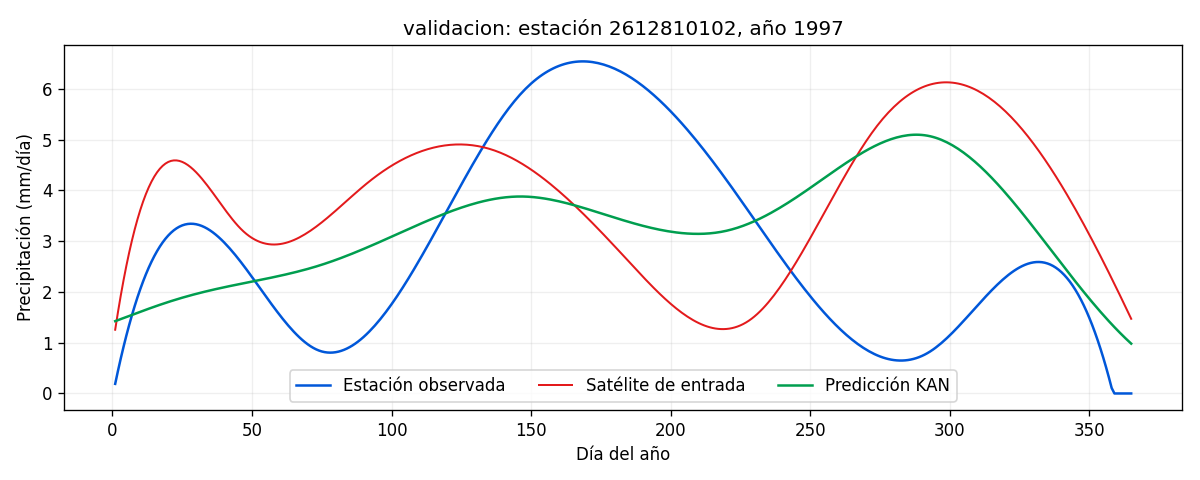 validacion: estación 2612810102, año 1997
Precipitación (mm/día)
6
5
4
3
2
1
0
Estación observada
Satélite de entrada
Predicción KAN
0
50
100
150
200
250
300
350
Día del año